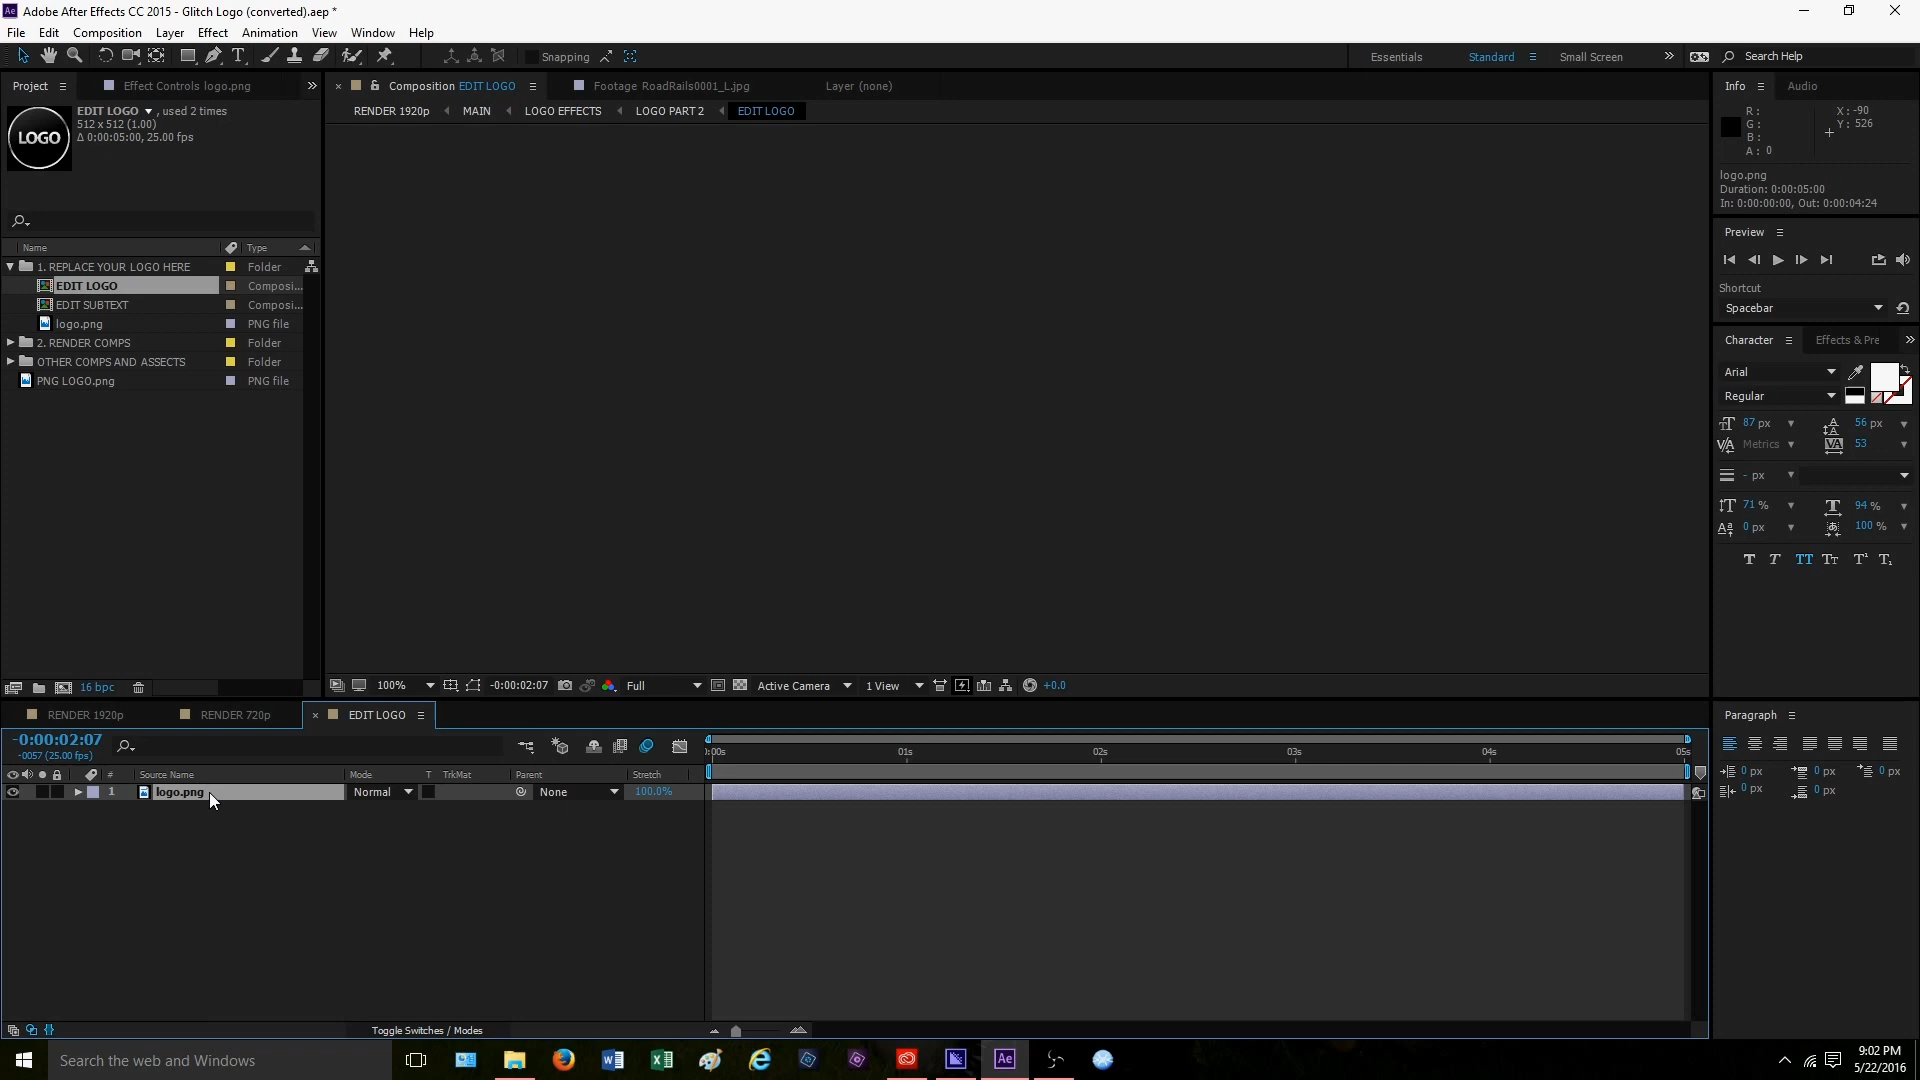 Ae Adobe After Effects CC 2015 - Glitch Logo (converted).aep *
File Edit Composition Layer Effect Animation View Window Help
Snapping Essentials Standard Small Screen Search Help
Project Effect Controls logo.png
Composition EDIT LOGO Footage RoadRails0001_L.jpg Layer (none)
Info Audio
LOGO
EDIT LOGO , used 2 times
512 x 512 (1.00)
Δ 0:00:05:00, 25.00 fps
RENDER 1920p MAIN LOGO EFFECTS LOGO PART 2 EDIT LOGO
R:
G:
B:
A: 0
X: -90
Y: 526
logo.png
Duration: 0:00:05:00
In: 0:00:00:00, Out: 0:00:04:24
Name Type
1. REPLACE YOUR LOGO HERE Folder
EDIT LOGO Composi...
EDIT SUBTEXT Composi...
logo.png PNG file
2. RENDER COMPS Folder
OTHER COMPS AND ASSECTS Folder
PNG LOGO.png PNG file
Preview
Shortcut
Spacebar
Character Effects & Pre
Arial
Regular
87 px 56 px
Metrics 53
- px
71 % 94 %
0 px 100 %
T T TT Tт T¹ T₁
16 bpc
100% -0:00:02:07 Full Active Camera 1 View +0.0
RENDER 1920p RENDER 720p EDIT LOGO
-0:00:02:07
-0057 (25.00 fps)
):00s 01s 02s 03s 04s 05s
# Source Name Mode T TrkMat Parent Stretch
1 logo.png Normal None 100.0%
Toggle Switches / Modes
Paragraph
0 px 0 px 0 px
0 px 0 px
Search the web and Windows
Ae
9:02 PM
5/22/2016